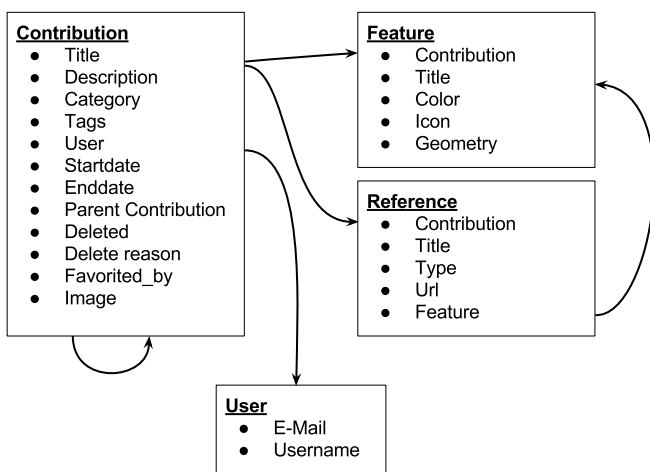 Contribution
● Title
● Description
● Category
● Tags
● User
● Startdate
● Enddate
● Parent Contribution
● Deleted
● Delete reason
● Favorited_by
● Image
Feature
● Contribution
● Title
● Color
● Icon
● Geometry
Reference
● Contribution
● Title
● Type
● Url
● Feature
User
● E-Mail
● Username